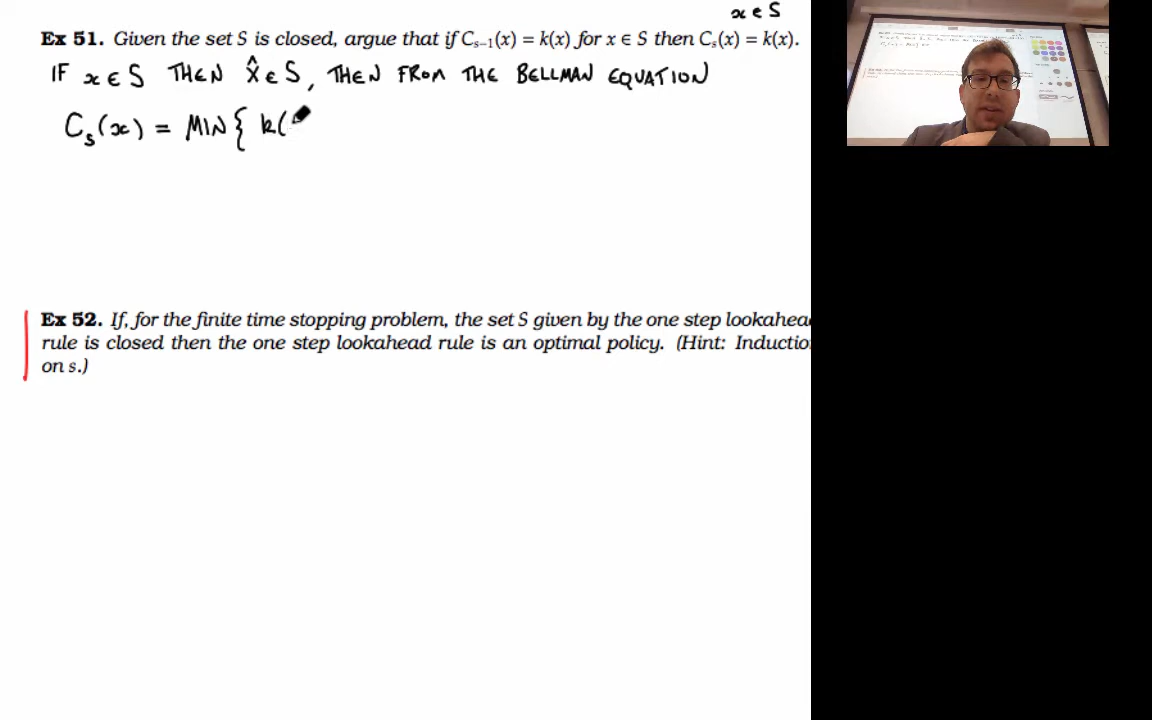 x ∈ S
Ex 51. Given the set S is closed, argue that if C_{s−1}(x) = k(x) for x ∈ S then C_s(x) = k(x).
IF x ∈ S THEN X̂ ∈ S, THEN FROM THE BELLMAN EQUATION
C_s(x) = MIN { k(
Ex 52. If, for the finite time stopping problem, the set S given by the one step lookahea
rule is closed then the one step lookahead rule is an optimal policy. (Hint: Inductio
on s.)